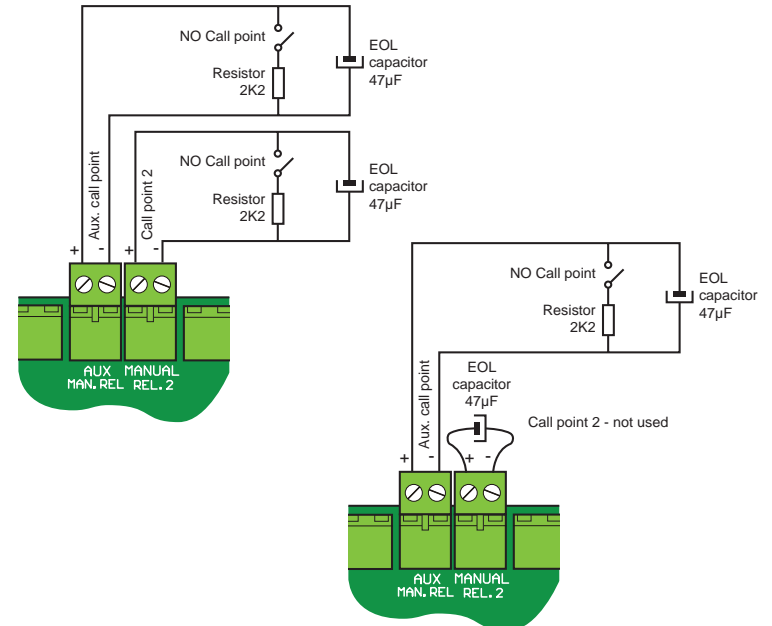 NO Call point
Resistor
2K2
EOL
capacitor
47µF
Aux. call point
+
-
NO Call point
Resistor
2K2
EOL
capacitor
47µF
Call point 2
+
-
AUX MANUAL
MAN.REL REL.2
NO Call point
Resistor
2K2
EOL
capacitor
47µF
Aux. call point
+
-
EOL
capacitor
47µF
Call point 2 - not used
+
-
AUX MANUAL
MAN.REL REL.2